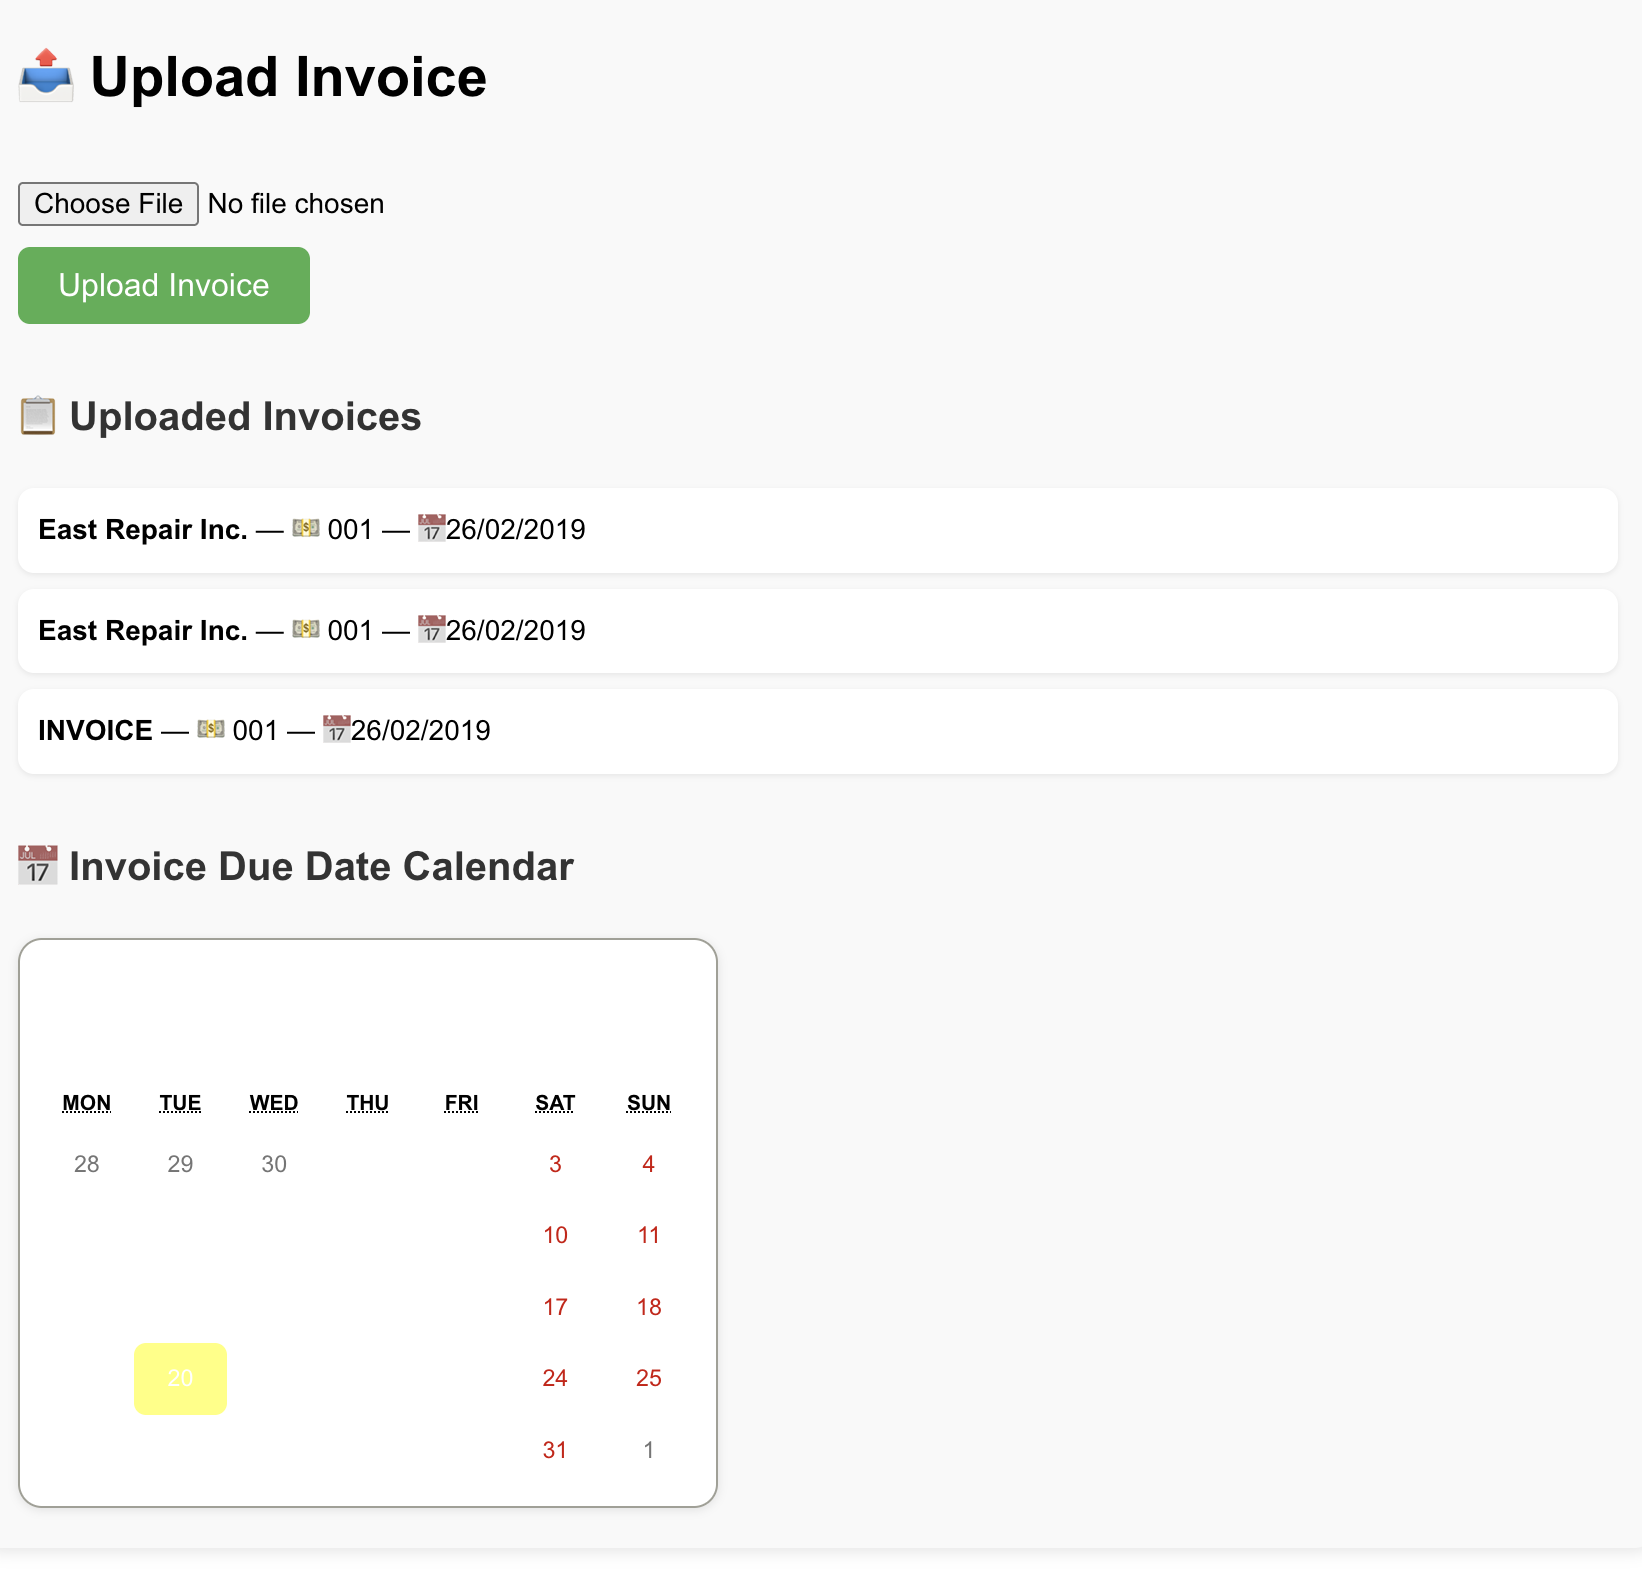 📤 Upload Invoice
Choose File No file chosen
Upload Invoice
📋 Uploaded Invoices
East Repair Inc. — 💵 001 — 📅26/02/2019
East Repair Inc. — 💵 001 — 📅26/02/2019
INVOICE — 💵 001 — 📅26/02/2019
📅 Invoice Due Date Calendar
MON TUE WED THU FRI SAT SUN
28 29 30 3 4
10 11
17 18
20 24 25
31 1